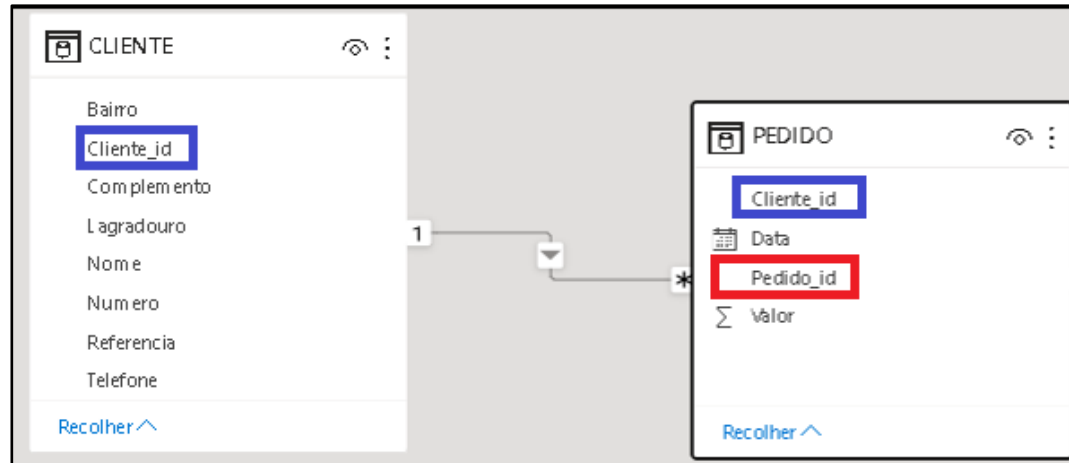 CLIENTE
Bairro
Cliente_id
Complemento
Lagradouro
Nome
Numero
Referencia
Telefone
Recolher
1
*
PEDIDO
Cliente_id
Data
Pedido_id
Σ Valor
Recolher